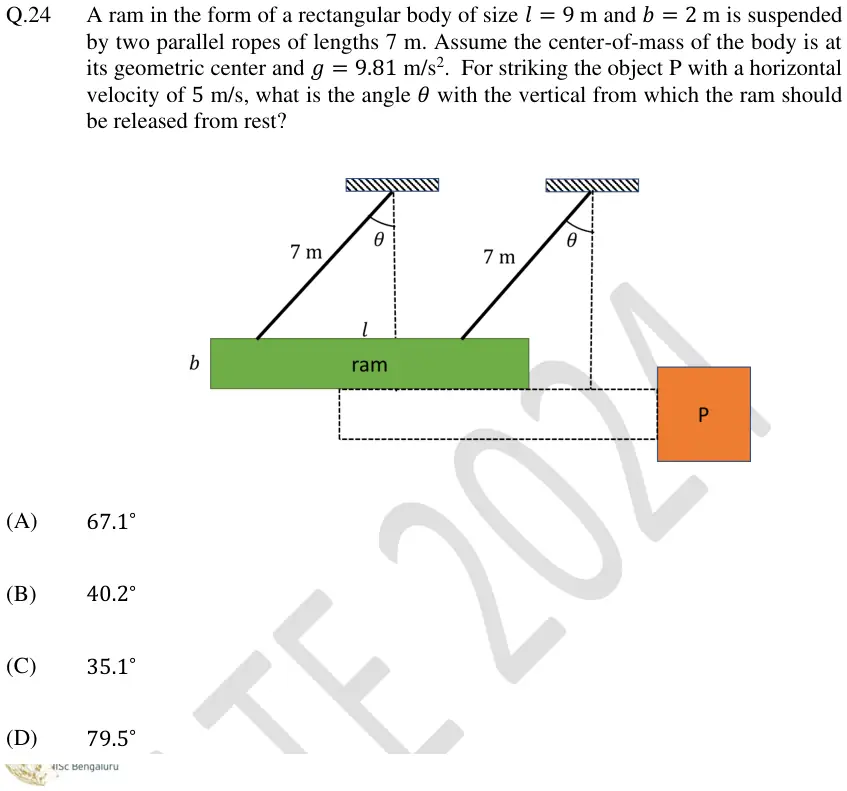 Q.24 A ram in the form of a rectangular body of size l = 9 m and b = 2 m is suspended
by two parallel ropes of lengths 7 m. Assume the center-of-mass of the body is at
its geometric center and g = 9.81 m/s². For striking the object P with a horizontal
velocity of 5 m/s, what is the angle θ with the vertical from which the ram should
be released from rest?
7 m θ 7 m θ
l
b ram
P
(A) 67.1°
(B) 40.2°
(C) 35.1°
(D) 79.5°
TE 2024
IISc Bengaluru